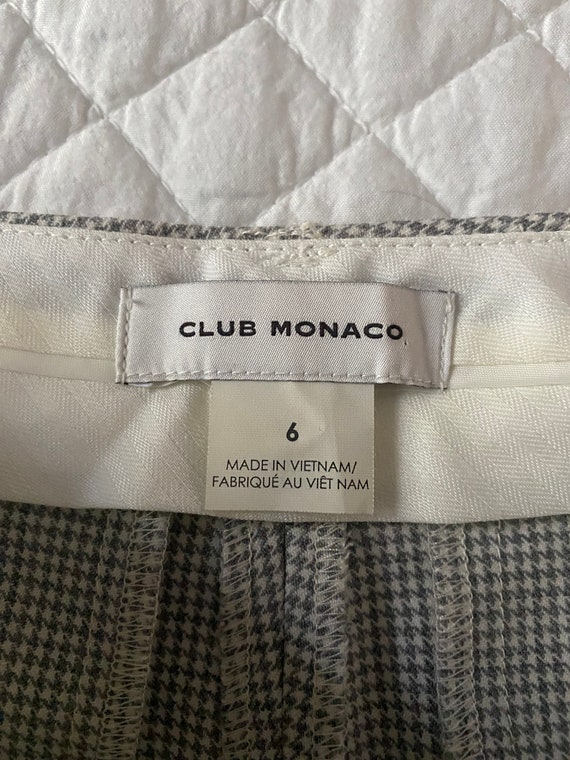 CLUB MONACO
6
MADE IN VIETNAM/
FABRIQUÉ AU VIÊT NAM